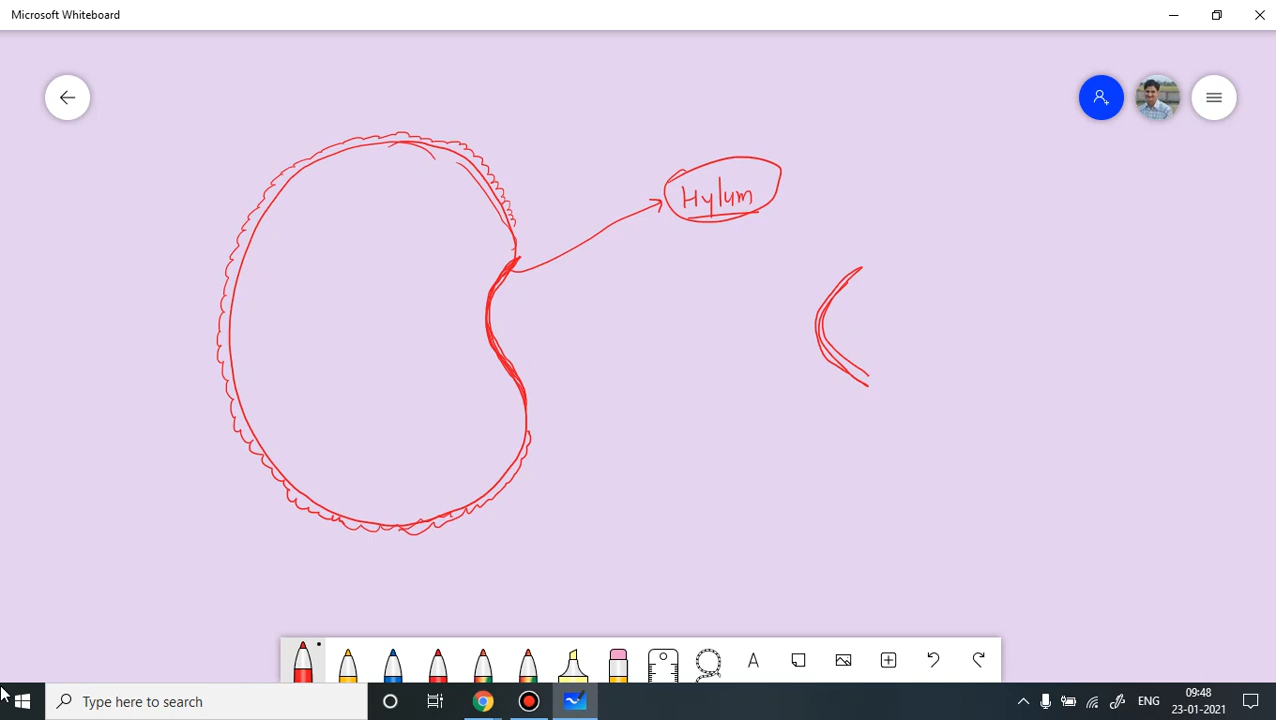 Microsoft Whiteboard
Hylum
A
Type here to search
ENG
09:48
23-01-2021